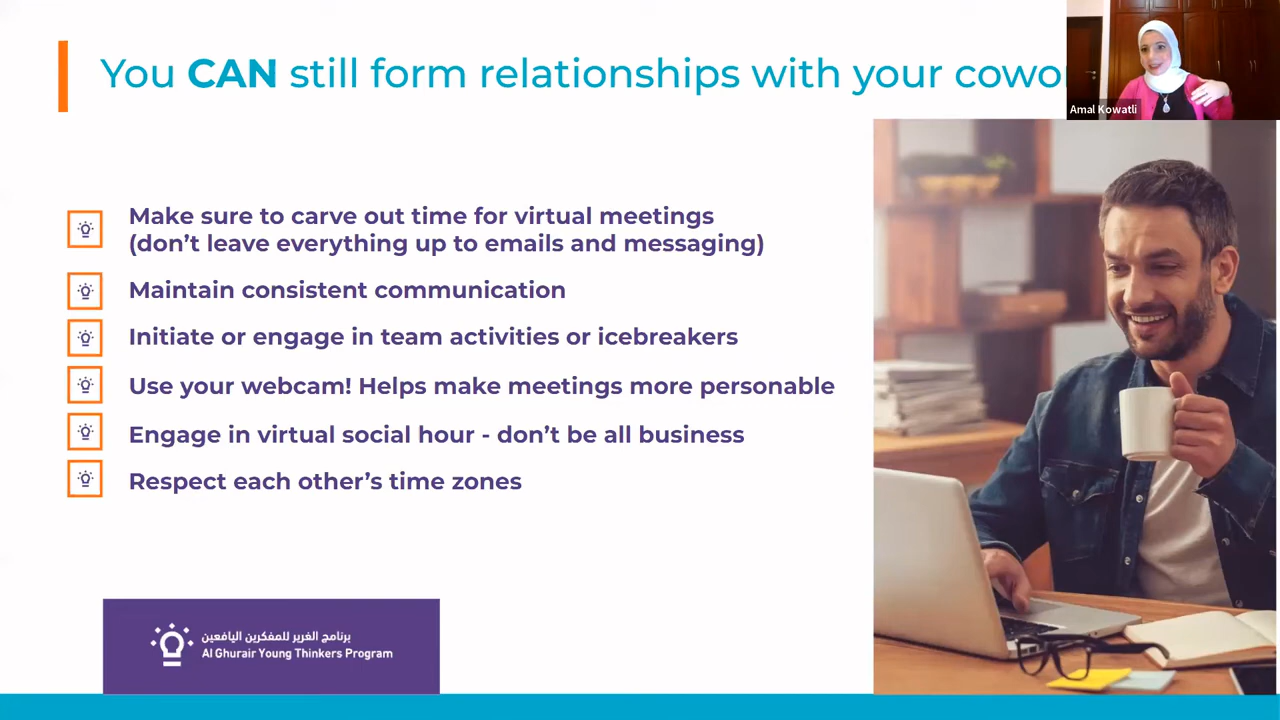 You CAN still form relationships with your cowo
Amal Kowatli
Make sure to carve out time for virtual meetings
(don’t leave everything up to emails and messaging)
Maintain consistent communication
Initiate or engage in team activities or icebreakers
Use your webcam! Helps make meetings more personable
Engage in virtual social hour - don’t be all business
Respect each other’s time zones
برنامج الغرير للمفكرين اليافعين
Al Ghurair Young Thinkers Program